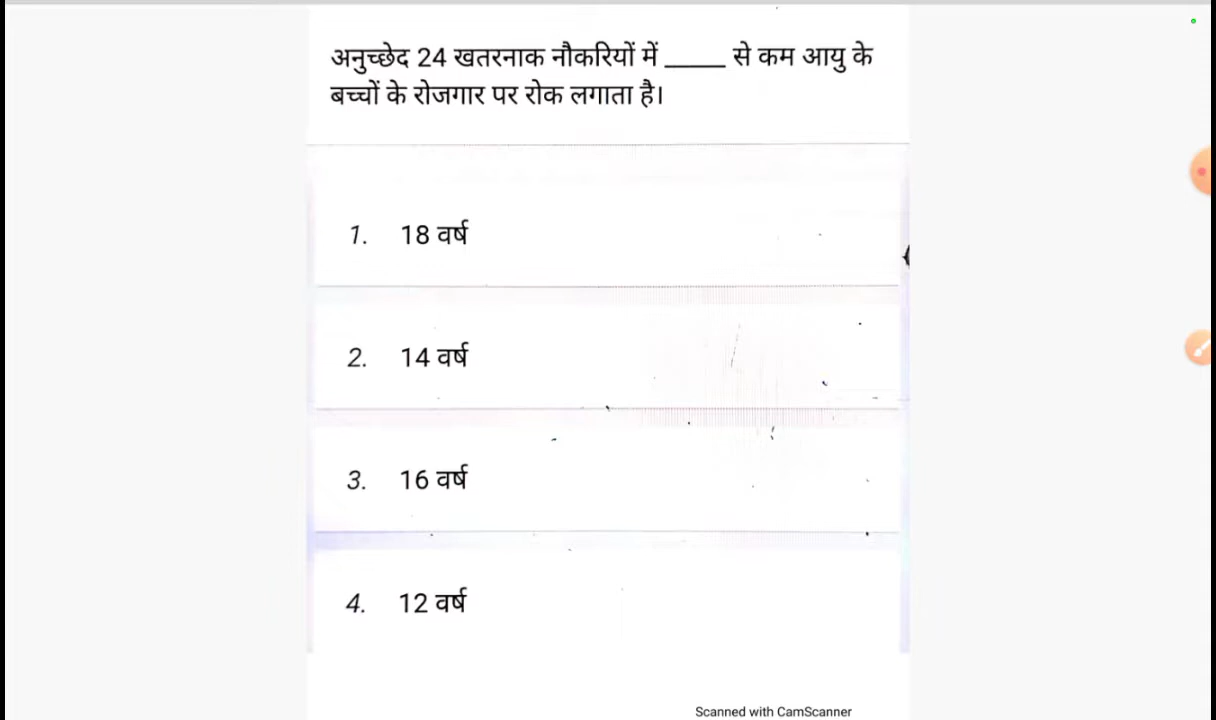 अनुच्छेद 24 खतरनाक नौकरियों में _____ से कम आयु के
बच्चों के रोजगार पर रोक लगाता है।
1. 18 वर्ष
2. 14 वर्ष
3. 16 वर्ष
4. 12 वर्ष
Scanned with CamScanner